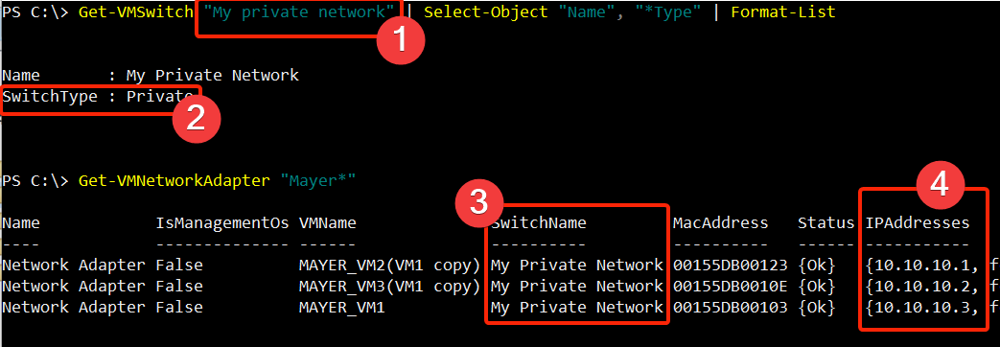 PS C:\> Get-VMSwitch "My private network" | Select-Object "Name", "*Type" | Format-List
1
Name       : My Private Network
SwitchType : Private
2
PS C:\> Get-VMNetworkAdapter "Mayer*"
3
4
Name            IsManagementOs VMName            SwitchName         MacAddress   Status IPAddresses
----            -------------- ------            ----------         ----------   ------ -----------
Network Adapter False          MAYER_VM2(VM1 copy) My Private Network 00155DB00123 {Ok}   {10.10.10.1, f
Network Adapter False          MAYER_VM3(VM1 copy) My Private Network 00155DB0010E {Ok}   {10.10.10.2, f
Network Adapter False          MAYER_VM1           My Private Network 00155DB00103 {Ok}   {10.10.10.3, f